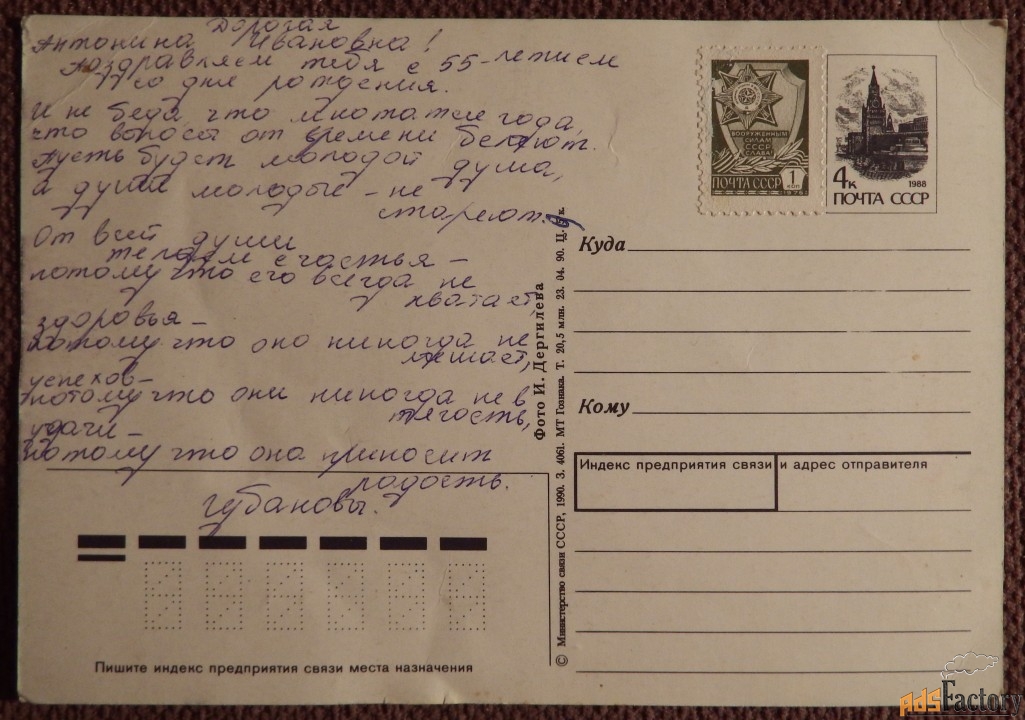 Дорогая
Антонина Ивановна!
Поздравляем тебя с 55-летием
со дня рождения.
И не беда, что мчатся года,
что волосы от времени белеют.
Пусть будет молодой душа,
а души молодые - не
стареют.
От всей души
желаем счастья -
потому что его всегда не
хватает,
здоровья -
потому что оно никогда не
мешает,
успехов -
потому что они никогда не в
тягость,
удачи -
потому что она приносит
радость.
Губановы.
ВООРУЖЕННЫМ
СИЛАМ
СССР
СЛАВА
ПОЧТА СССР 1
КОП
1976
4к 1988
ПОЧТА СССР
Куда
Кому
Индекс предприятия связи и адрес отправителя
Фото И. Дергилева
© Министерство связи СССР, 1990. З. 4061. МТ Гознака. Т. 20,5 млн. 23. 04. 90. Ц. к.
Пишите индекс предприятия связи места назначения
AdsFactory